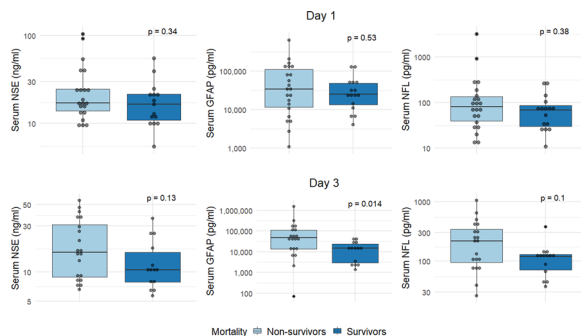 Day 1
p = 0.34
Serum NSE (ng/ml)
100
30
10
p = 0.53
Serum GFAP (pg/ml)
100,000
10,000
1,000
p = 0.38
Serum NFL (pg/ml)
1000
100
10
Day 3
p = 0.13
Serum NSE (ng/ml)
50
10
5
p = 0.014
Serum GFAP (pg/ml)
1,000,000
100,000
10,000
1,000
100
p = 0.1
Serum NFL (pg/ml)
1000
300
100
30
Mortality Non-survivors Survivors